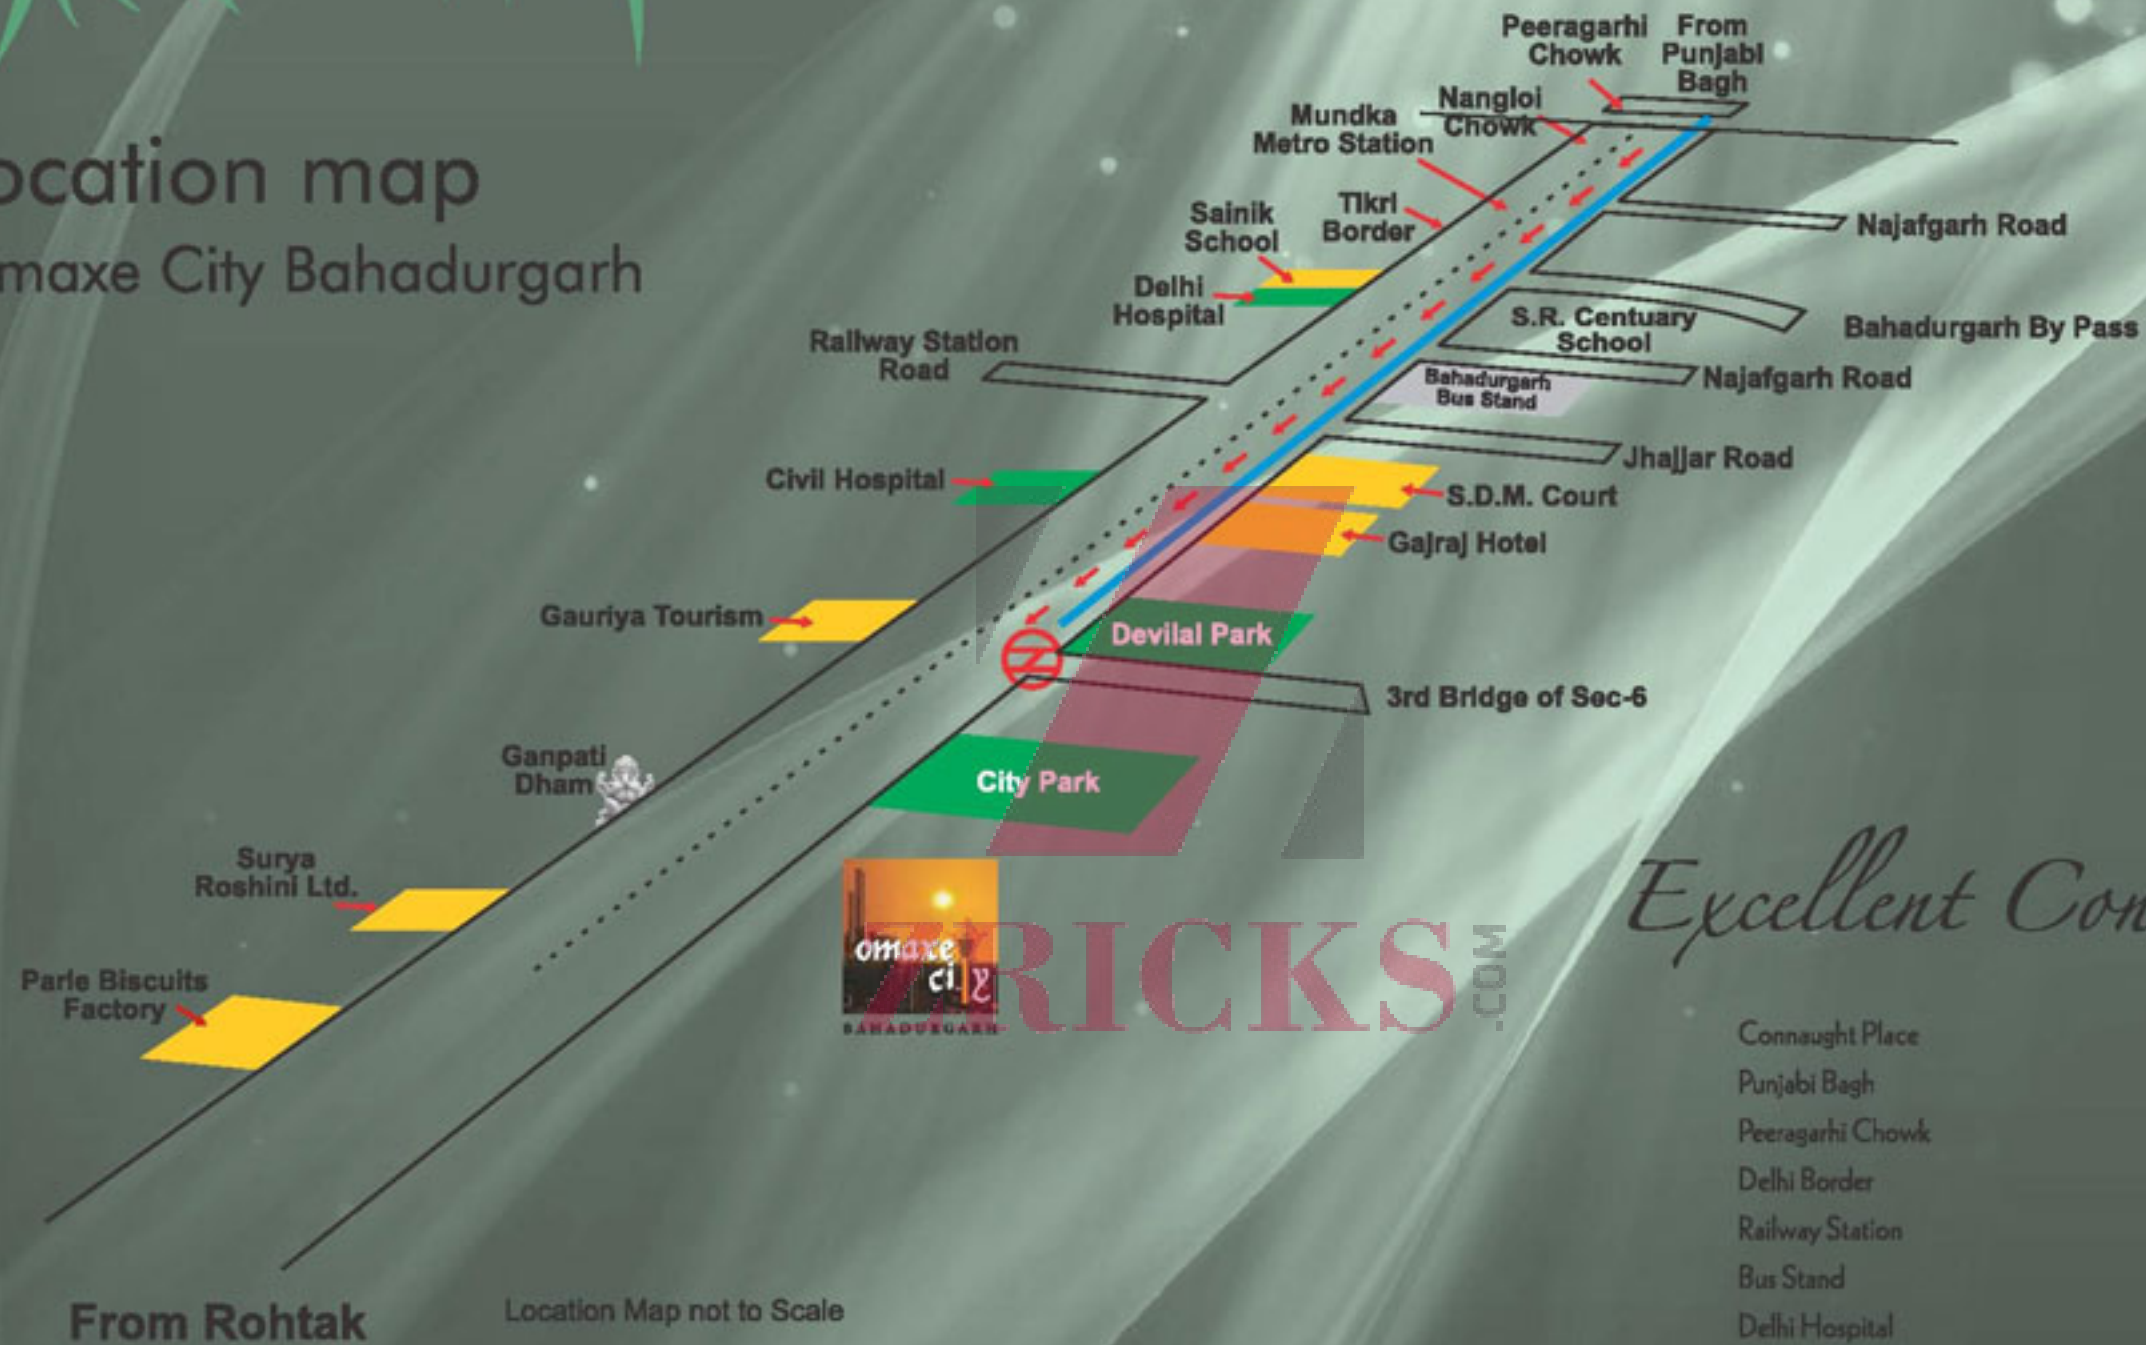 ocation map
maxe City Bahadurgarh
Peeragarhi
Chowk
From
Punjabi
Bagh
Nangloi
Chowk
Mundka
Metro Station
Tikri
Border
Sainik
School
Delhi
Hospital
Najafgarh Road
S.R. Centuary
School
Bahadurgarh By Pass
Railway Station
Road
Bahadurgarh
Bus Stand
Najafgarh Road
Jhajjar Road
Civil Hospital
S.D.M. Court
Gajraj Hotel
Gauriya Tourism
Devilal Park
3rd Bridge of Sec-6
Ganpati
Dham
City Park
Surya
Roshini Ltd.
omaxe
city
BAHADURGARH
ZRICKS
.COM
Excellent Con
Parle Biscuits
Factory
Connaught Place
Punjabi Bagh
Peeragarhi Chowk
Delhi Border
Railway Station
Bus Stand
Delhi Hospital
From Rohtak
Location Map not to Scale